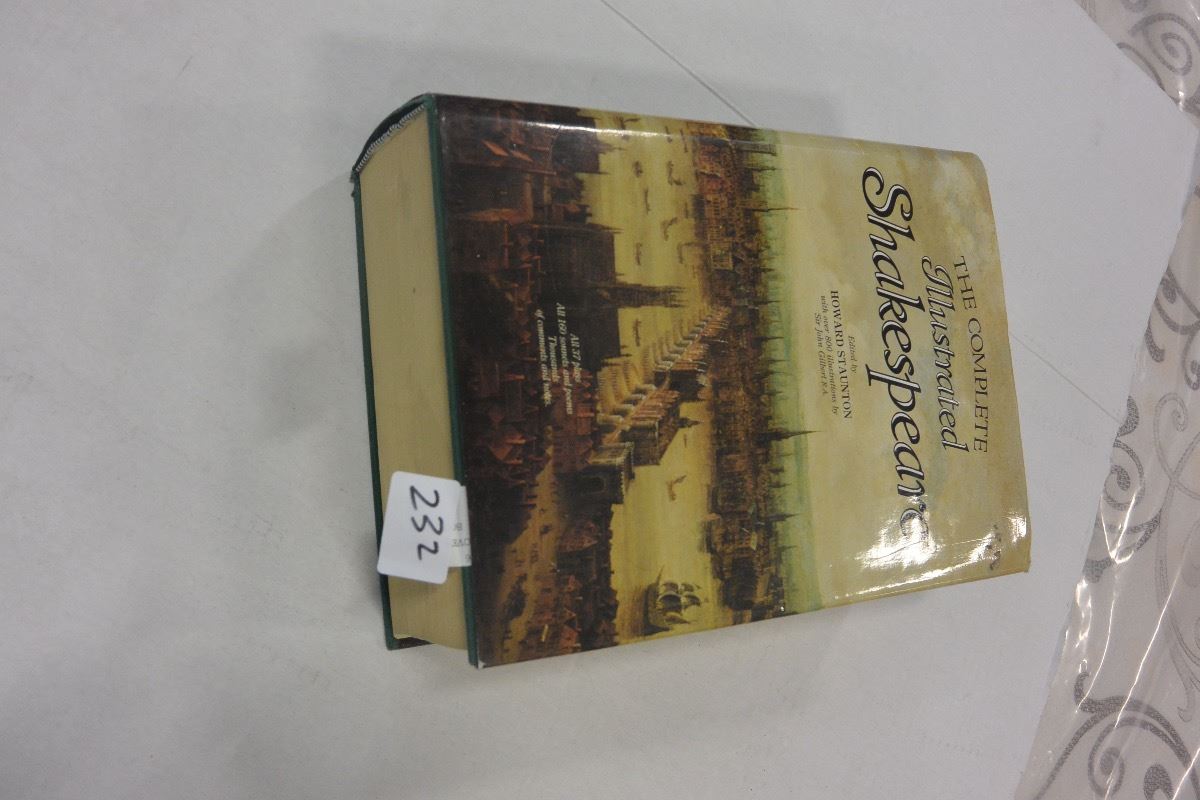 THE COMPLETE
Illustrated
Shakespeare
Edited by
HOWARD STAUNTON
with over 800 illustrations by
Sir John Gilbert R.A.
All 37 plays
All 160 sonnets and poems
Thousands
of comments and notes
232